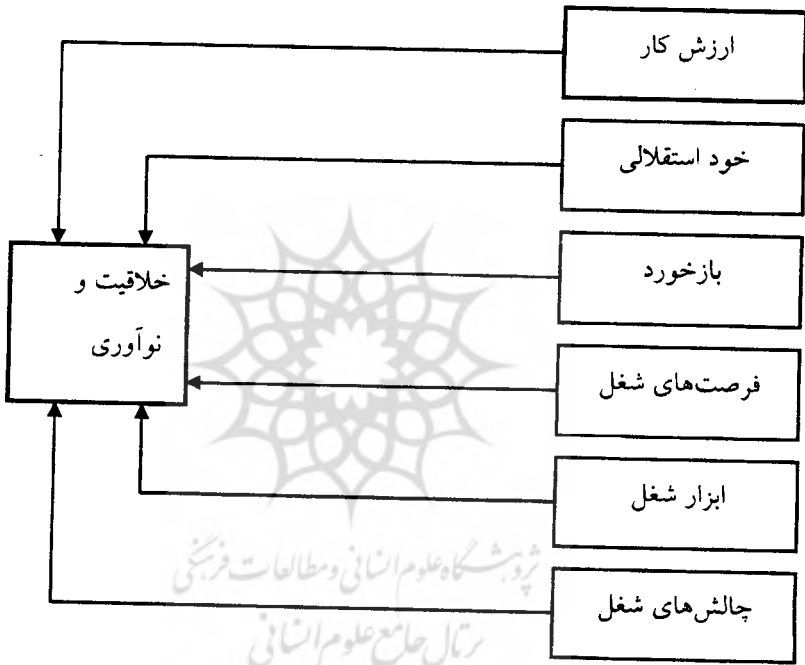 ارزش کار
خود استقلالی
بازخورد
فرصت‌های شغل
ابزار شغل
چالش‌های شغل
خلاقیت و
نوآوری
پژوهشگاه علوم انسانی و مطالعات فرهنگی
پرتال جامع علوم انسانی